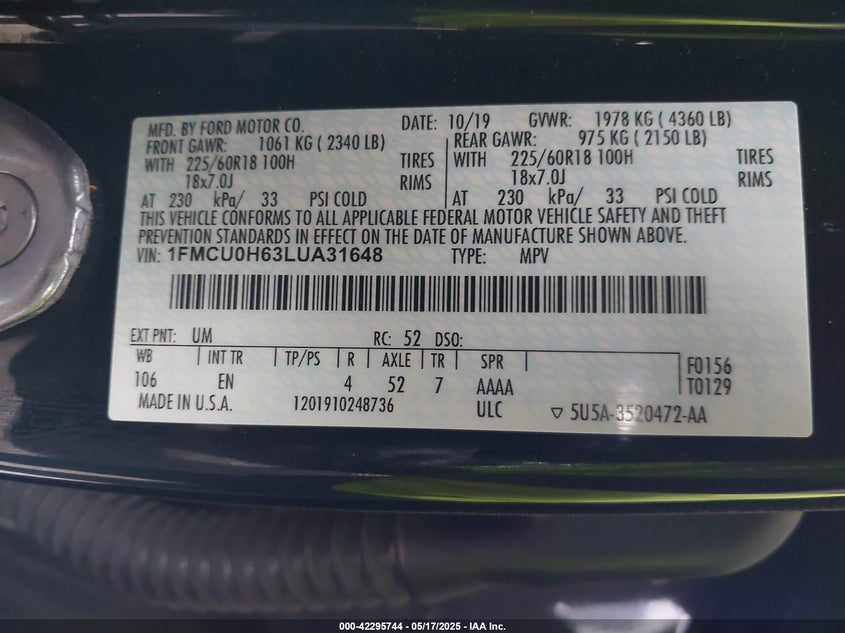 MFD. BY FORD MOTOR CO. DATE: 10/19 GVWR: 1978 KG ( 4360 LB)
FRONT GAWR: 1061 KG ( 2340 LB) REAR GAWR: 975 KG ( 2150 LB)
WITH 225/60R18 100H TIRES WITH 225/60R18 100H TIRES
18x7.0J RIMS 18x7.0J RIMS
AT 230 kPa/ 33 PSI COLD AT 230 kPa/ 33 PSI COLD
THIS VEHICLE CONFORMS TO ALL APPLICABLE FEDERAL MOTOR VEHICLE SAFETY AND THEFT
PREVENTION STANDARDS IN EFFECT ON THE DATE OF MANUFACTURE SHOWN ABOVE.
VIN: 1FMCU0H63LUA31648 TYPE: MPV
EXT PNT: UM RC: 52 DSO:
WB INT TR TP/PS R AXLE TR SPR F0156
106 EN 4 52 7 AAAA T0129
MADE IN U.S.A. 1201910248736 ULC ▽ 5U5A-3520472-AA
000-42295744 - 05/17/2025 - IAA Inc.